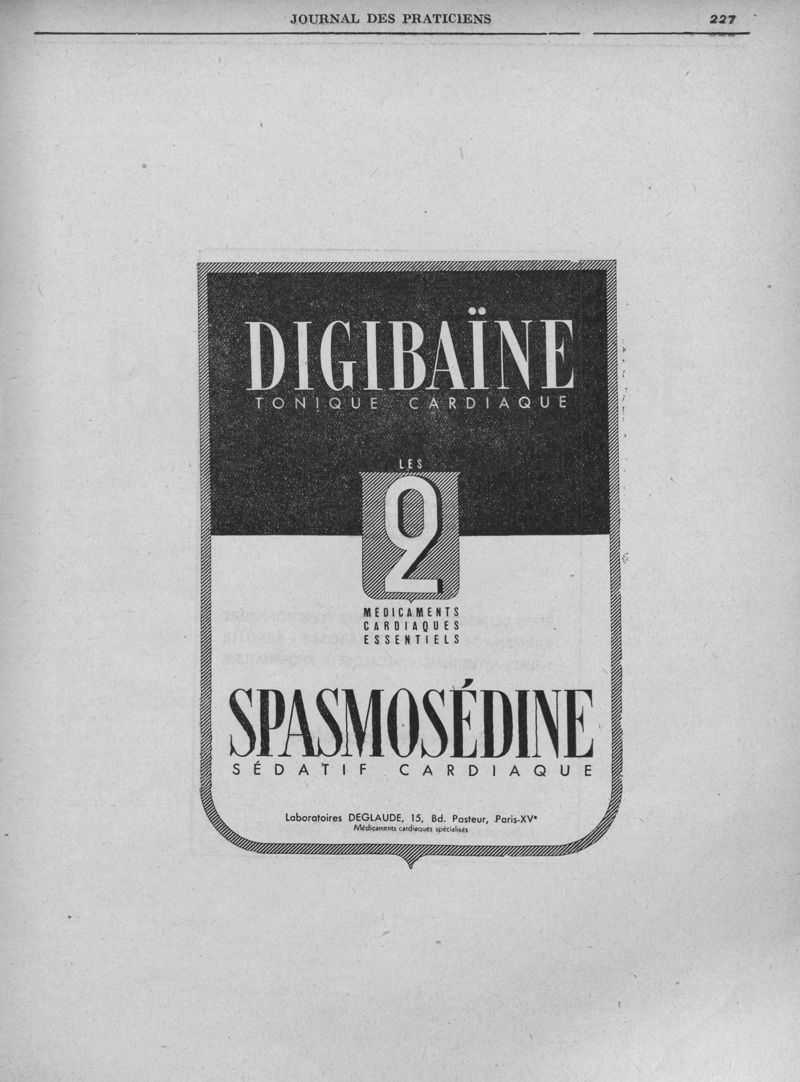 JOURNAL DES PRATICIENS
227
DIGIBAÏNE
TONIQUE CARDIAQUE
LES
2
MÉDICAMENTS
CARDIAQUES
ESSENTIELS
SPASMOSÉDINE
SÉDATIF CARDIAQUE
Laboratoires DEGLAUDE, 15, Bd. Pasteur, Paris-XVe
Médicaments cardiaques spécialisés